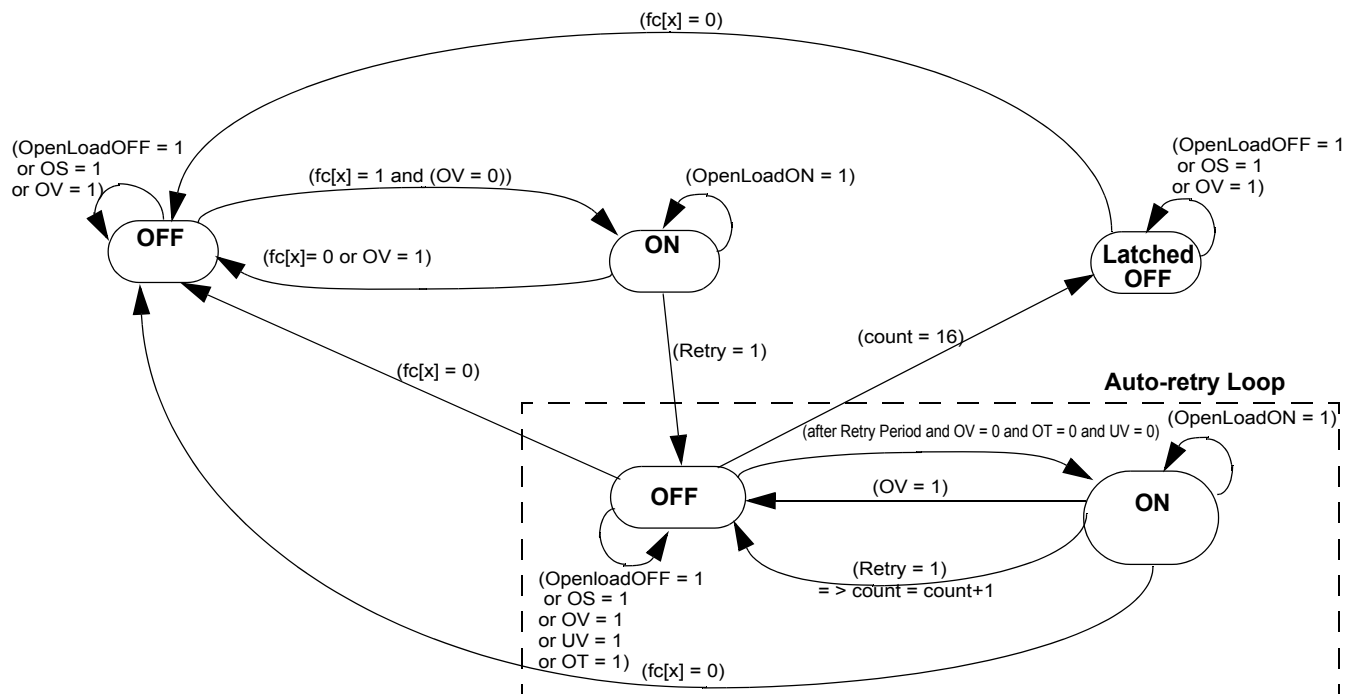 (fc[x] = 0)
(OpenLoadOFF = 1
or OS = 1
or OV = 1)
(fc[x] = 1 and (OV = 0))
(OpenLoadON = 1)
(OpenLoadOFF = 1
or OS = 1
or OV = 1)
OFF
ON
(fc[x]= 0 or OV = 1)
Latched
OFF
(Retry = 1)
(count = 16)
(fc[x] = 0)
Auto-retry Loop
(OpenLoadON = 1)
(after Retry Period and OV = 0 and OT = 0 and UV = 0)
OFF
(OV = 1)
ON
(Retry = 1)
= > count = count+1
(OpenloadOFF = 1
or OS = 1
or OV = 1
or UV = 1
or OT = 1)
(fc[x] = 0)